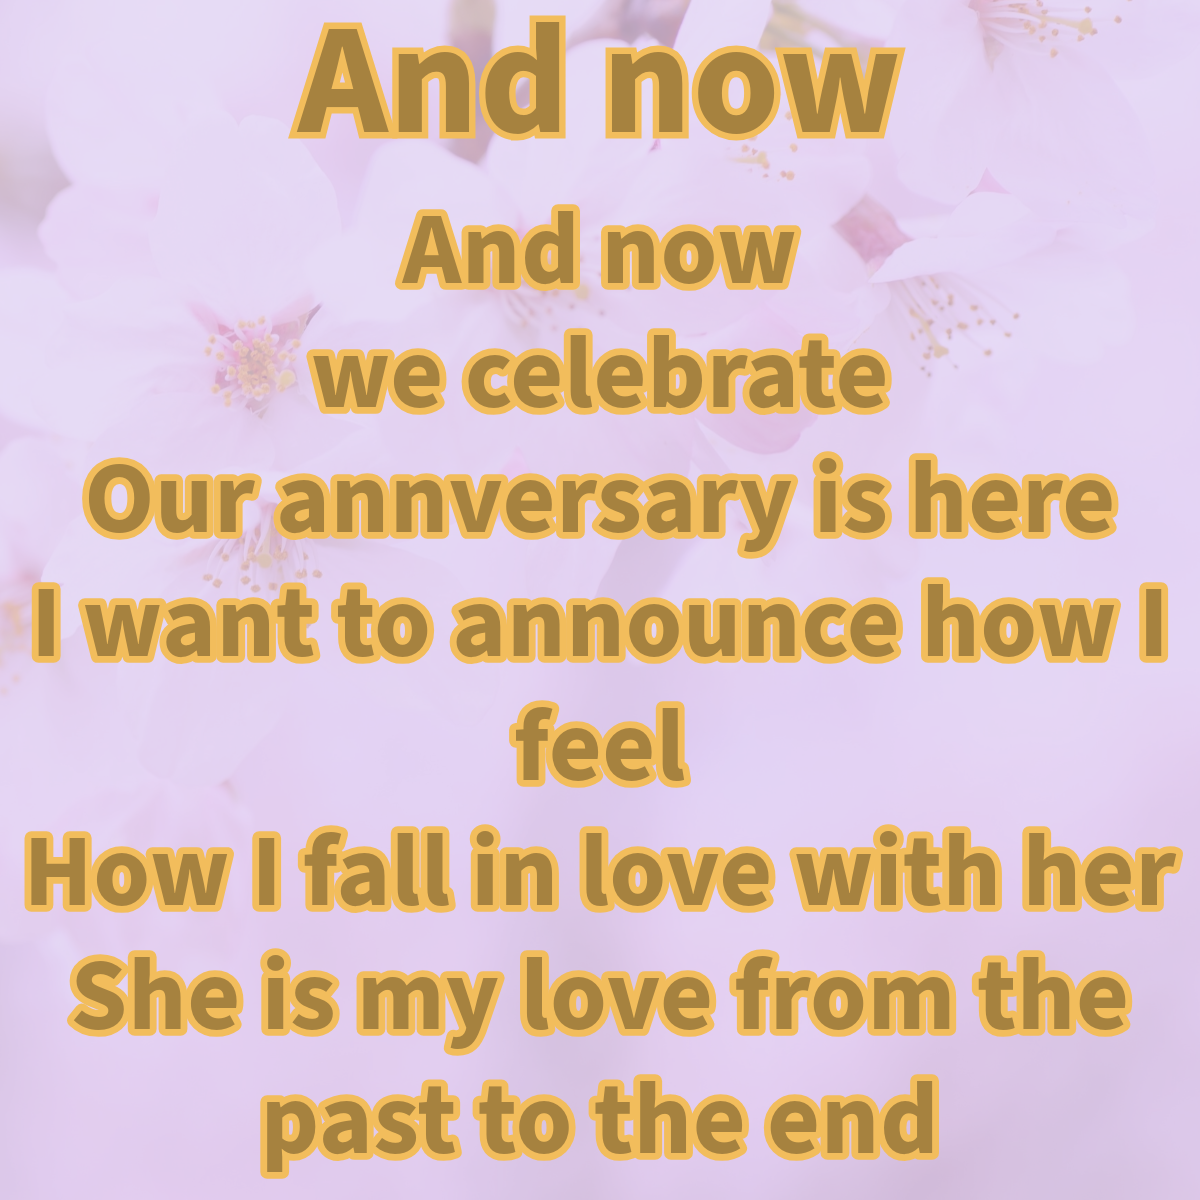 And now
And now
we celebrate
Our annversary is here
I want to announce how I
feel
How I fall in love with her
She is my love from the
past to the end